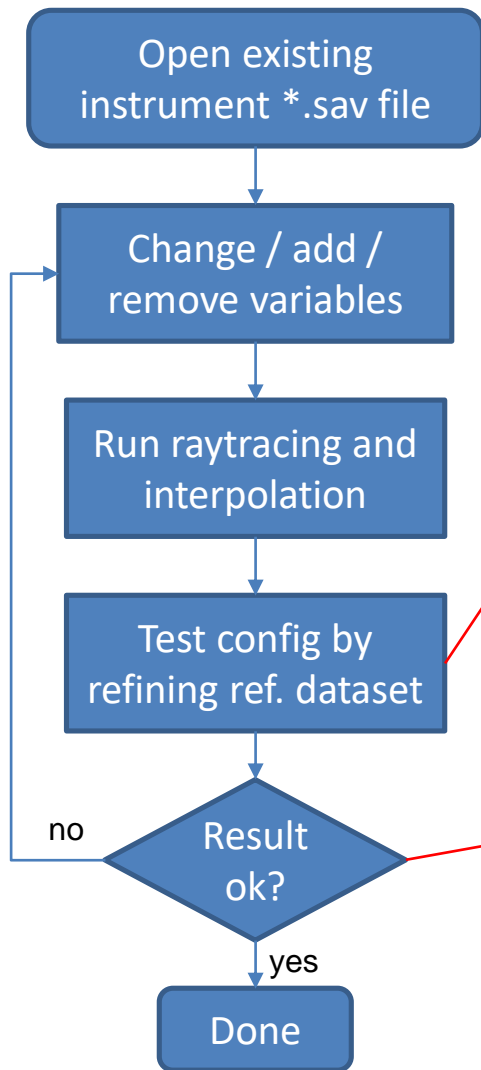 Open existing
instrument *.sav file
Change / add /
remove variables
Run raytracing and
interpolation
Test config by
refining ref. dataset
no
Result
ok?
yes
Done